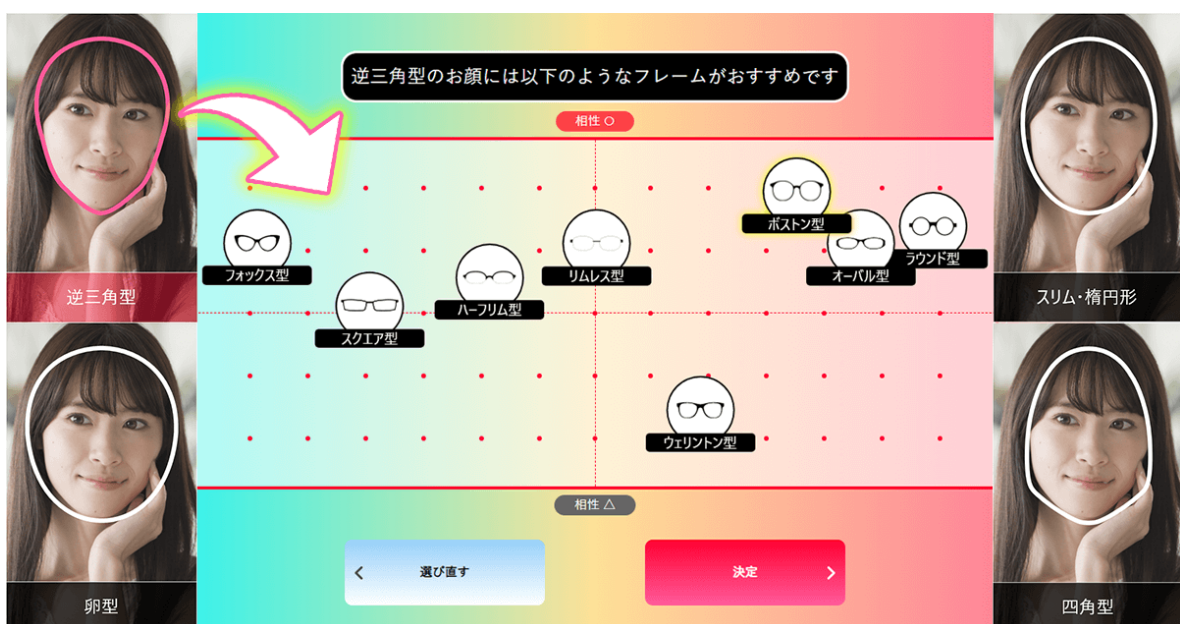 逆三角型のお顔には以下のようなフレームがおすすめです
相性 ○
ボストン型
フォックス型
リムレス型
オーバル型
ラウンド型
ハーフリム型
スクエア型
ウェリントン型
相性 △
選び直す
決定
逆三角型
スリム・楕円形
卵型
四角型